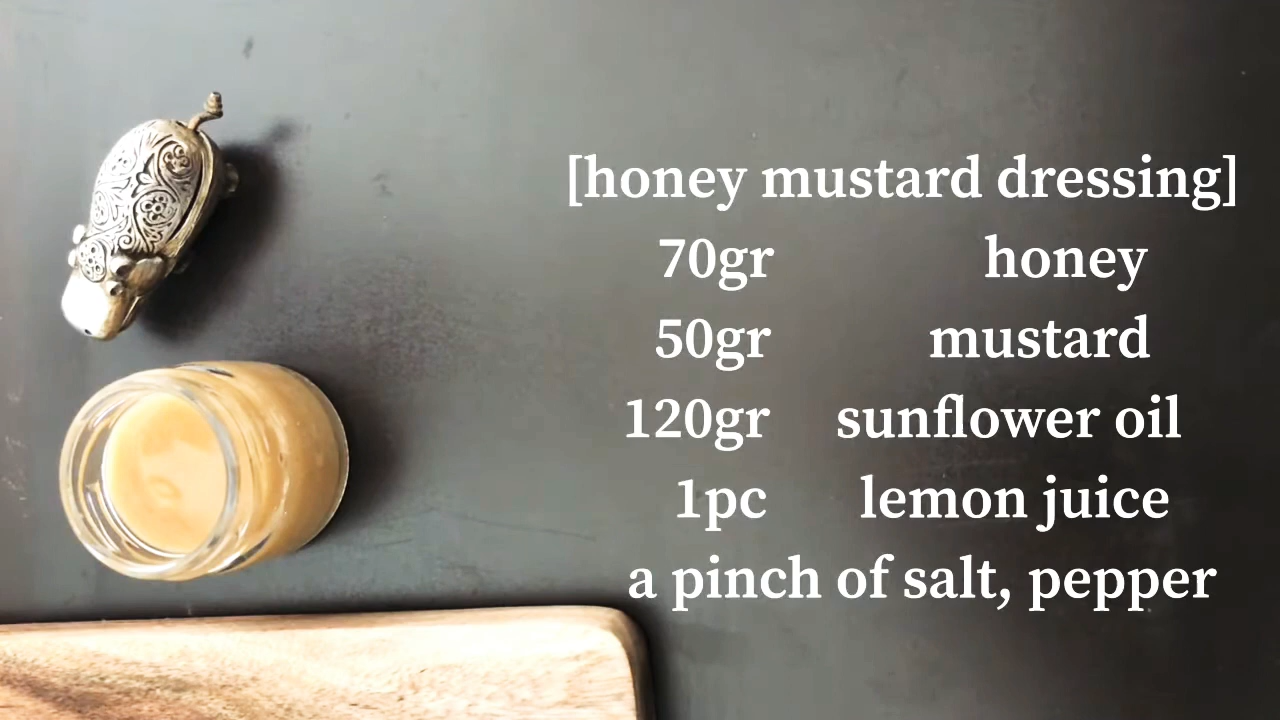 [honey mustard dressing]
70gr honey
50gr mustard
120gr sunflower oil
1pc lemon juice
a pinch of salt, pepper